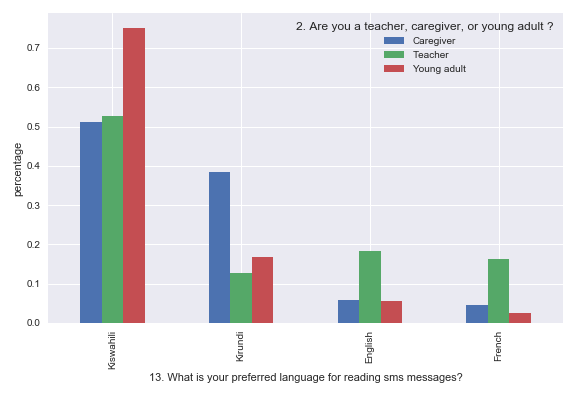 2. Are you a teacher, caregiver, or young adult ?
Caregiver
Teacher
Young adult
percentage
0.7
0.6
0.5
0.4
0.3
0.2
0.1
0.0
Kiswahili
Kirundi
English
French
13. What is your preferred language for reading sms messages?